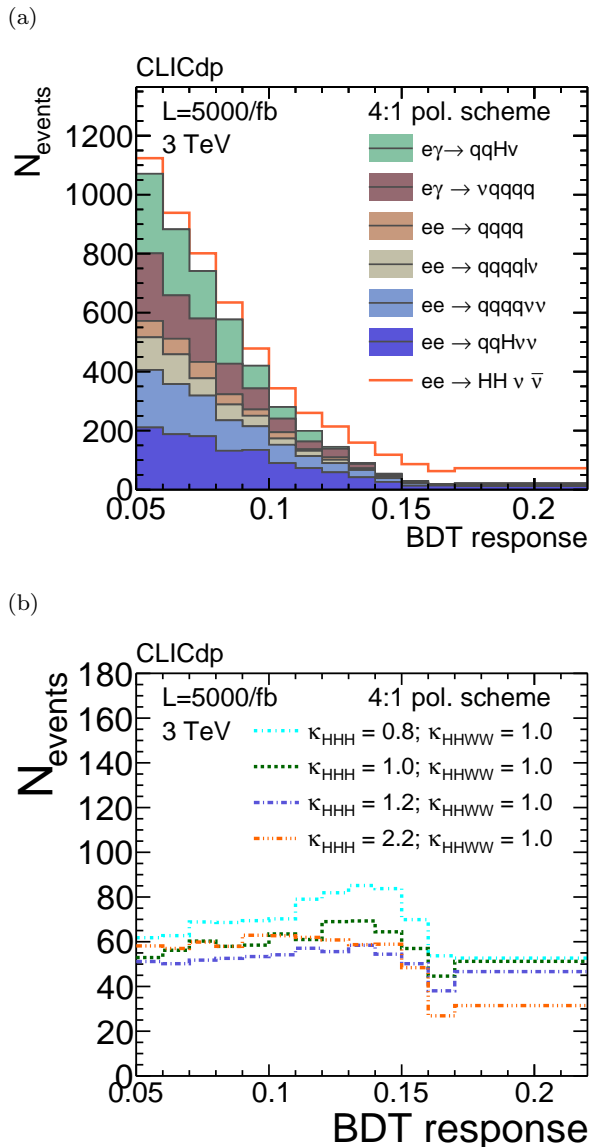 (a)
CLICdp
L=5000/fb 4:1 pol. scheme
3 TeV
eγ→ qqHν
eγ→ νqqqq
ee → qqqq
ee → qqqqlν
ee → qqqqνν
ee → qqHνν
ee → HH ν ν̅
N_events
1200
1000
800
600
400
200
0
0.05 0.1 0.15 0.2
BDT response
(b)
CLICdp
L=5000/fb 4:1 pol. scheme
3 TeV
κ_HHH = 0.8; κ_HHWW = 1.0
κ_HHH = 1.0; κ_HHWW = 1.0
κ_HHH = 1.2; κ_HHWW = 1.0
κ_HHH = 2.2; κ_HHWW = 1.0
N_events
180
160
140
120
100
80
60
40
20
0
0.05 0.1 0.15 0.2
BDT response